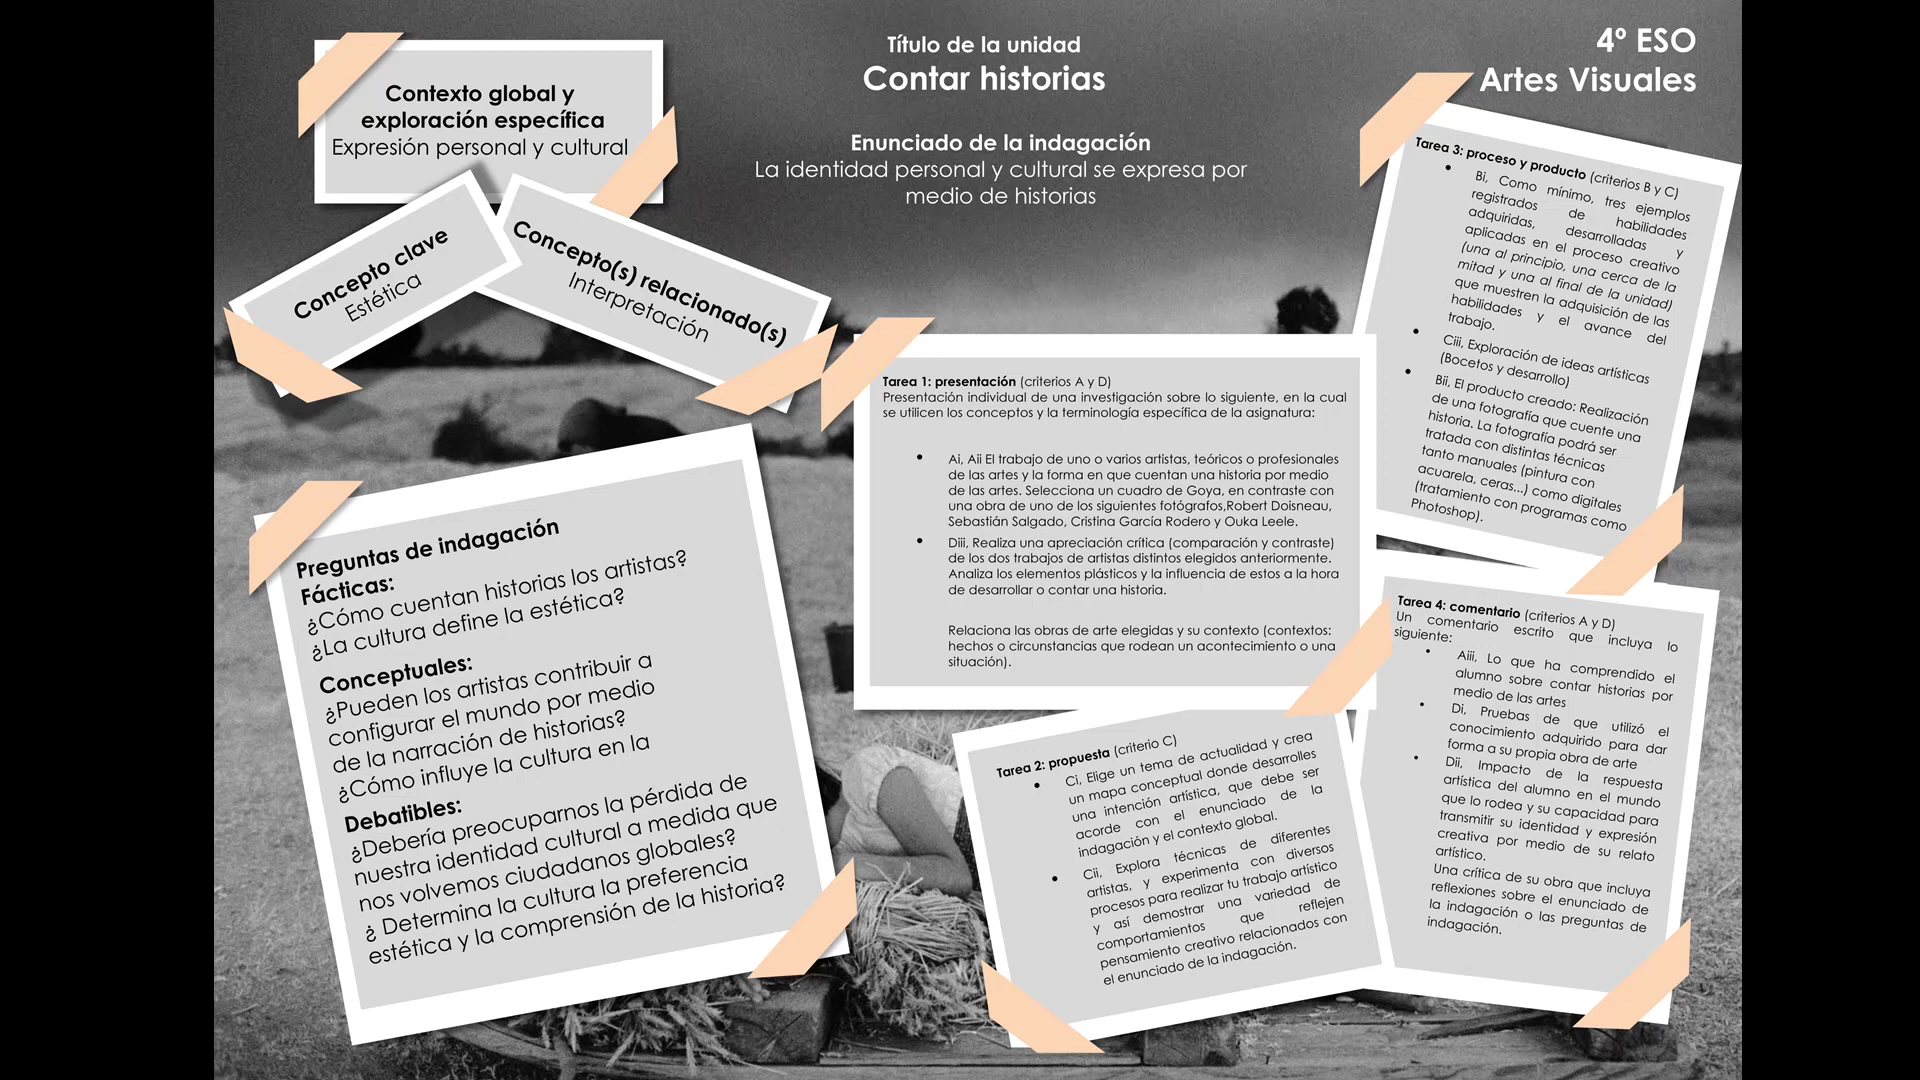 Contexto global y
exploración específica
Expresión personal y cultural
Concepto clave
Estética
Concepto(s) relacionado(s)
Interpretación
Título de la unidad
Contar historias
Enunciado de la indagación
La identidad personal y cultural se expresa por
medio de historias
4º ESO
Artes Visuales
Preguntas de indagación
Fácticas:
¿Cómo cuentan historias los artistas?
¿La cultura define la estética?
Conceptuales:
¿Pueden los artistas contribuir a
configurar el mundo por medio
de la narración de historias?
¿Cómo influye la cultura en la
Debatibles:
¿Debería preocuparnos la pérdida de
nuestra identidad cultural a medida que
nos volvemos ciudadanos globales?
¿ Determina la cultura la preferencia
estética y la comprensión de la historia?
Tarea 1: presentación (criterios A y D)
Presentación individual de una investigación sobre lo siguiente, en la cual
se utilicen los conceptos y la terminología específica de la asignatura:
• Ai, Aii El trabajo de uno o varios artistas, teóricos o profesionales
de las artes y la forma en que cuentan una historia por medio
de las artes. Selecciona un cuadro de Goya, en contraste con
una obra de uno de los siguientes fotógrafos,Robert Doisneau,
Sebastián Salgado, Cristina García Rodero y Ouka Leele.
• Diii, Realiza una apreciación crítica (comparación y contraste)
de los dos trabajos de artistas distintos elegidos anteriormente.
Analiza los elementos plásticos y la influencia de estos a la hora
de desarrollar o contar una historia.
Relaciona las obras de arte elegidas y su contexto (contextos:
hechos o circunstancias que rodean un acontecimiento o una
situación).
Tarea 2: propuesta (criterio C)
• Ci, Elige un tema de actualidad y crea
un mapa conceptual donde desarrolles
una intención artística, que debe ser
acorde con el enunciado de la
indagación y el contexto global.
• Cii, Explora técnicas de diferentes
artistas, y experimenta con diversos
procesos para realizar tu trabajo artístico
y así demostrar una variedad de
comportamientos que reflejen
pensamiento creativo relacionados con
el enunciado de la indagación.
Tarea 3: proceso y producto (criterios B y C)
• Bi, Como mínimo, tres ejemplos
registrados de habilidades
adquiridas, desarrolladas y
aplicadas en el proceso creativo
(una al principio, una cerca de la
mitad y una al final de la unidad)
que muestren la adquisición de las
habilidades y el avance del
trabajo.
• Ciii, Exploración de ideas artísticas
(Bocetos y desarrollo)
• Bii, El producto creado: Realización
de una fotografía que cuente una
historia. La fotografía podrá ser
tratada con distintas técnicas
tanto manuales (pintura con
acuarela, ceras...) como digitales
(tratamiento con programas como
Photoshop).
Tarea 4: comentario (criterios A y D)
Un comentario escrito que incluya lo
siguiente:
• Aiii, Lo que ha comprendido el
alumno sobre contar historias por
medio de las artes
• Di, Pruebas de que utilizó el
conocimiento adquirido para dar
forma a su propia obra de arte
• Dii, Impacto de la respuesta
artística del alumno en el mundo
que lo rodea y su capacidad para
transmitir su identidad y expresión
creativa por medio de su relato
artístico.
Una crítica de su obra que incluya
reflexiones sobre el enunciado de
la indagación o las preguntas de
indagación.